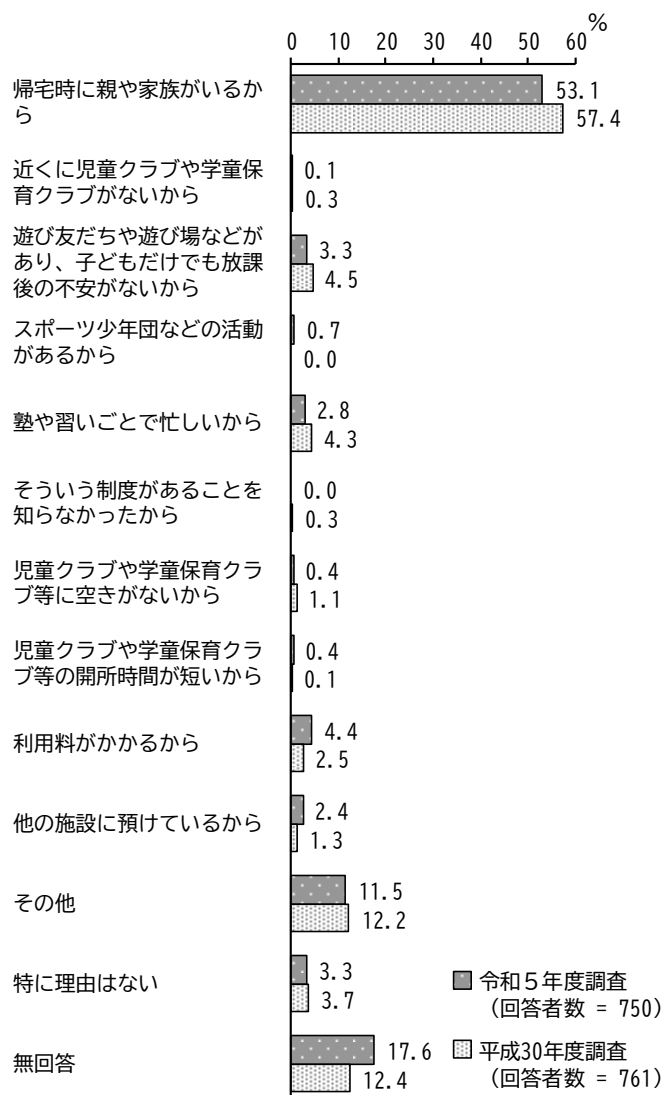 %
0 10 20 30 40 50 60
帰宅時に親や家族がいるか
ら
53.1
57.4
近くに児童クラブや学童保
育クラブがないから
0.1
0.3
遊び友だちや遊び場などが
あり、子どもだけでも放課
後の不安がないから
3.3
4.5
スポーツ少年団などの活動
があるから
0.7
0.0
塾や習いごとで忙しいから
2.8
4.3
そういう制度があることを
知らなかったから
0.0
0.3
児童クラブや学童保育クラ
ブ等に空きがないから
0.4
1.1
児童クラブや学童保育クラ
ブ等の開所時間が短いから
0.4
0.1
利用料がかかるから
4.4
2.5
他の施設に預けているから
2.4
1.3
その他
11.5
12.2
特に理由はない
3.3
3.7
無回答
17.6
12.4
令和5年度調査
(回答者数 = 750)
平成30年度調査
(回答者数 = 761)